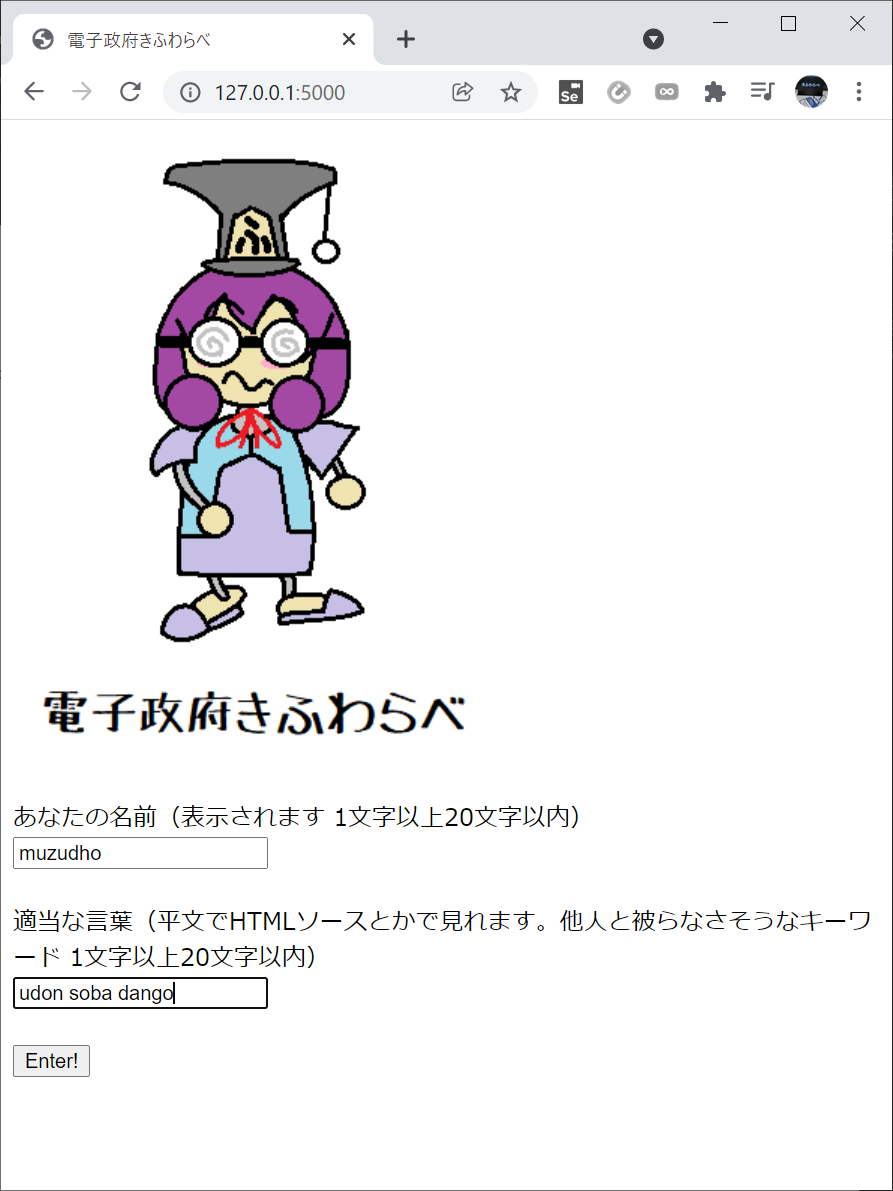 電子政府きふわらべ
127.0.0.1:5000
Se
ふ
電子政府きふわらべ
あなたの名前（表示されます 1文字以上20文字以内）
muzudho
適当な言葉（平文でHTMLソースとかで見れます。他人と被らなさそうなキーワ
ード 1文字以上20文字以内）
udon soba dango
Enter!